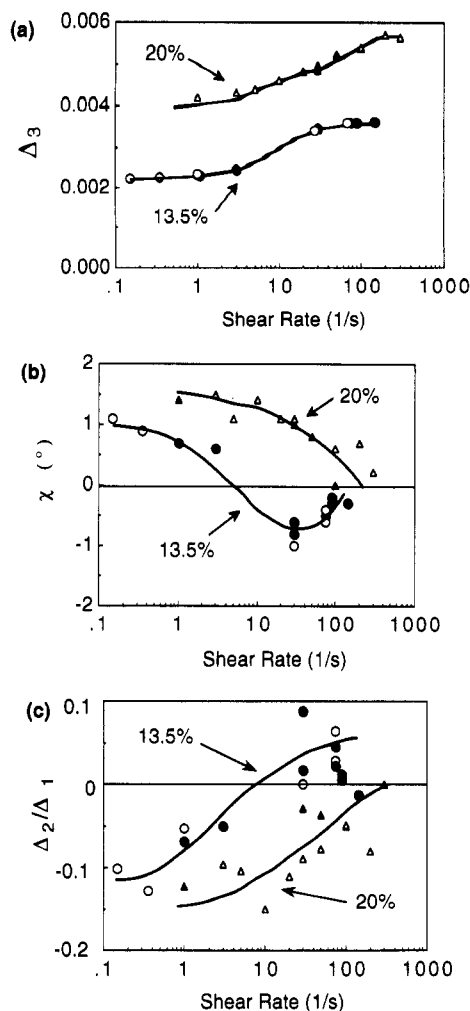 (a)
0.006
20%
0.004
Δ3
0.002
13.5%
0.000
.1 1 10 100 1000
Shear Rate (1/s)
(b)
2
20%
1
χ (°)
0
-1
13.5%
-2
.1 1 10 100 1000
Shear Rate (1/s)
(c)
0.1
13.5%
0
Δ2/Δ1
-0.1
20%
-0.2
.1 1 10 100 1000
Shear Rate (1/s)